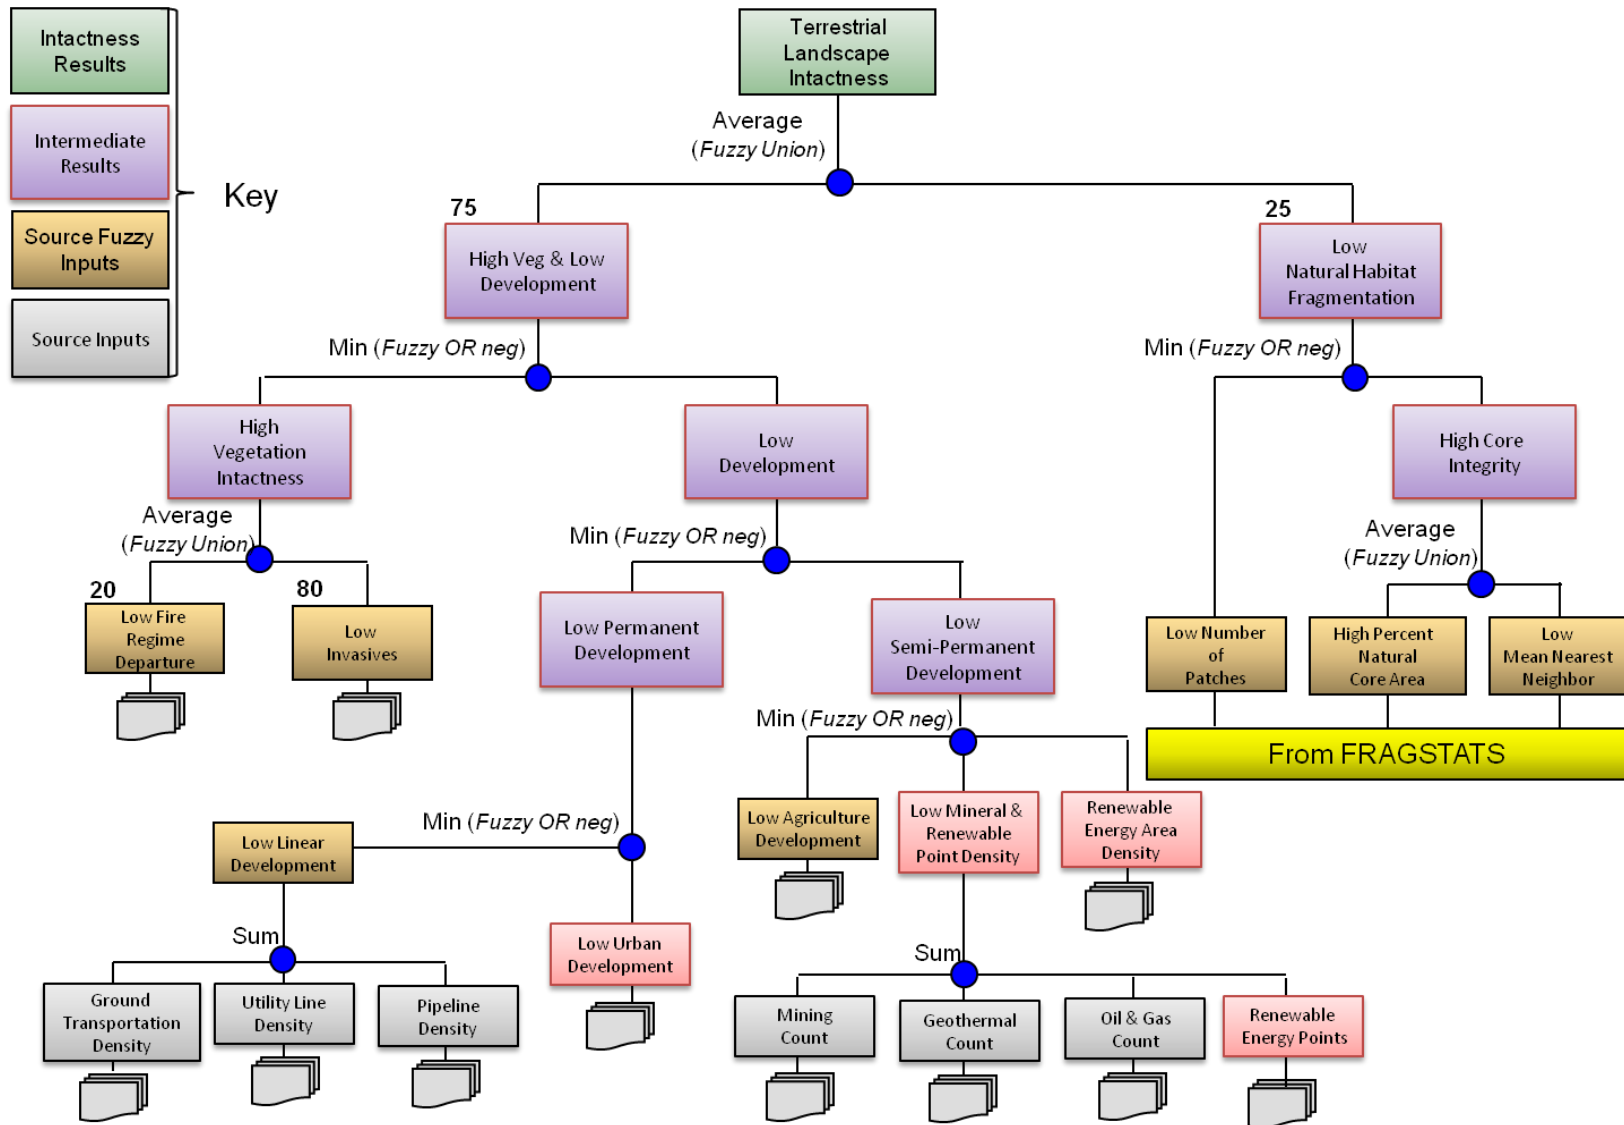 Intactness
Results
Intermediate
Results
Source Fuzzy
Inputs
Source Inputs
Key
Terrestrial
Landscape
Intactness
Average
(Fuzzy Union)
75
High Veg & Low
Development
25
Low
Natural Habitat
Fragmentation
Min (Fuzzy OR neg)
Min (Fuzzy OR neg)
High
Vegetation
Intactness
Low
Development
High Core
Integrity
Average
(Fuzzy Union)
Min (Fuzzy OR neg)
Average
(Fuzzy Union)
20
Low Fire
Regime
Departure
80
Low
Invasives
Low Permanent
Development
Low
Semi-Permanent
Development
Low Number
of
Patches
High Percent
Natural
Core Area
Low
Mean Nearest
Neighbor
From FRAGSTATS
Min (Fuzzy OR neg)
Low Agriculture
Development
Low Mineral &
Renewable
Point Density
Renewable
Energy Area
Density
Min (Fuzzy OR neg)
Low Linear
Development
Low Urban
Development
Sum
Ground
Transportation
Density
Utility Line
Density
Pipeline
Density
Sum
Mining
Count
Geothermal
Count
Oil & Gas
Count
Renewable
Energy Points